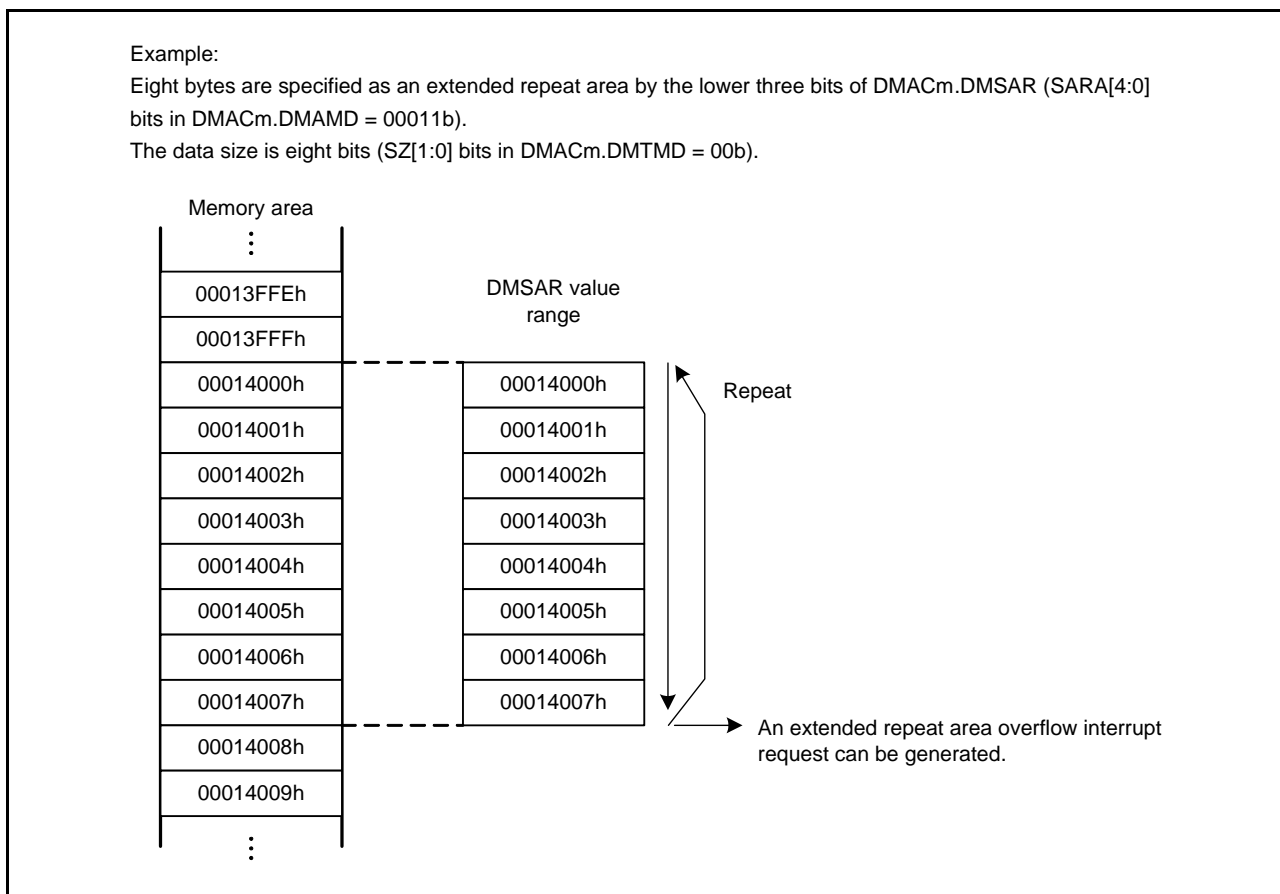 Example:
Eight bytes are specified as an extended repeat area by the lower three bits of DMACm.DMSAR (SARA[4:0]
bits in DMACm.DMAMD = 00011b).
The data size is eight bits (SZ[1:0] bits in DMACm.DMTMD = 00b).
Memory area
00013FFEh
00013FFFh
00014000h
00014001h
00014002h
00014003h
00014004h
00014005h
00014006h
00014007h
00014008h
00014009h
DMSAR value
range
00014000h
00014001h
00014002h
00014003h
00014004h
00014005h
00014006h
00014007h
Repeat
An extended repeat area overflow interrupt
request can be generated.